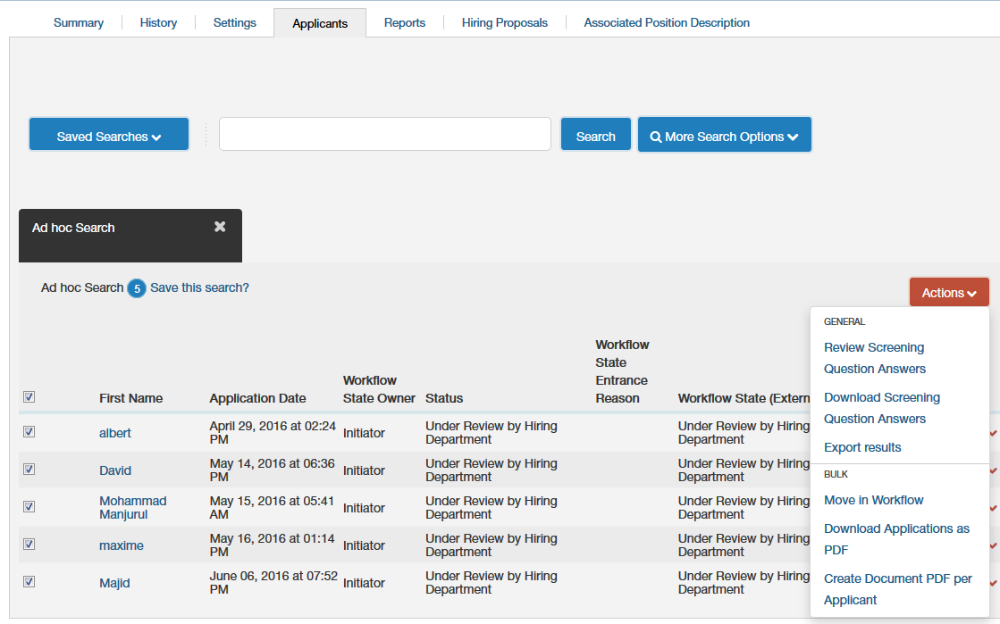 Summary History Settings Applicants Reports Hiring Proposals Associated Position Description
Saved Searches Search More Search Options
Ad hoc Search
Ad hoc Search 5 Save this search?
Actions
GENERAL
Review Screening
Question Answers
Download Screening
Question Answers
Export results
BULK
Move in Workflow
Download Applications as
PDF
Create Document PDF per
Applicant
Workflow
State
Workflow Entrance
First Name Application Date State Owner Status Reason Workflow State (Extern
albert April 29, 2016 at 02:24 Initiator Under Review by Hiring Under Review by Hiring
PM Department Department
David May 14, 2016 at 06:36 Initiator Under Review by Hiring Under Review by Hiring
PM Department Department
Mohammad May 15, 2016 at 05:41 Initiator Under Review by Hiring Under Review by Hiring
Manjurul AM Department Department
maxime May 16, 2016 at 01:14 Initiator Under Review by Hiring Under Review by Hiring
PM Department Department
Majid June 06, 2016 at 07:52 Initiator Under Review by Hiring Under Review by Hiring
PM Department Department